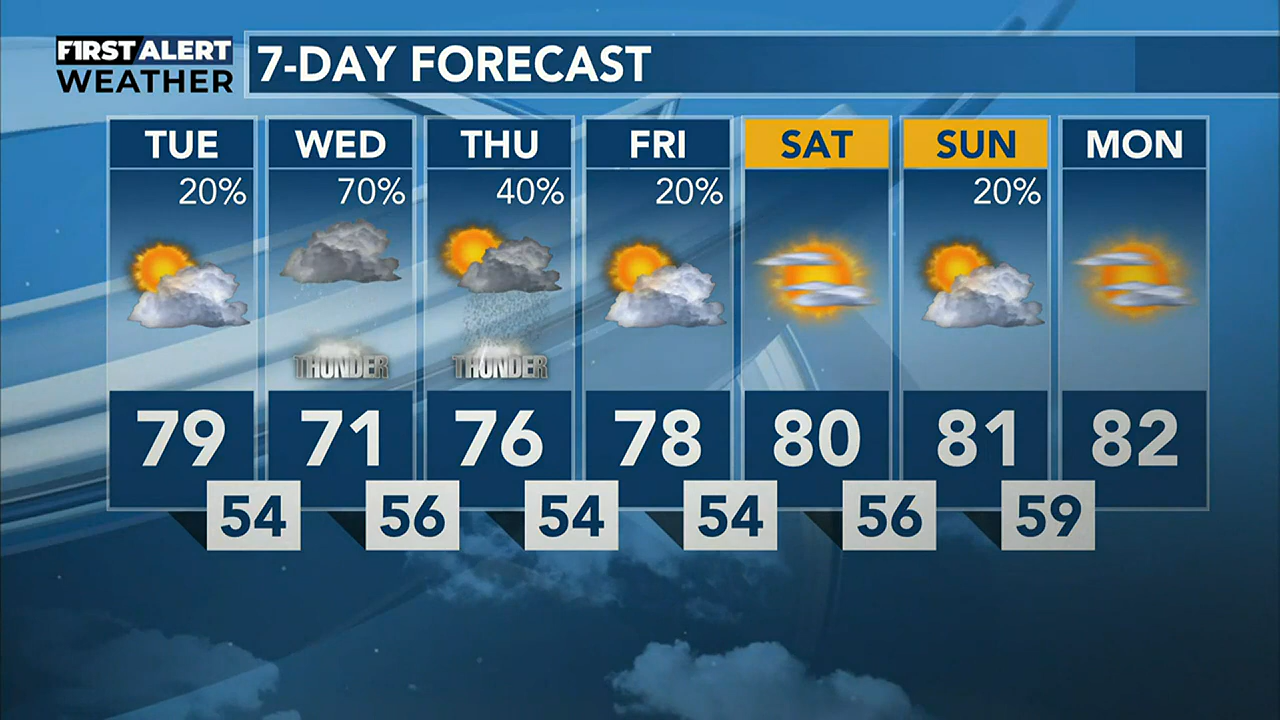 FIRST ALERT
WEATHER
7-DAY FORECAST
TUE WED THU FRI SAT SUN MON
20% 70% 40% 20% 20%
THUNDER THUNDER
79 71 76 78 80 81 82
54 56 54 54 56 59